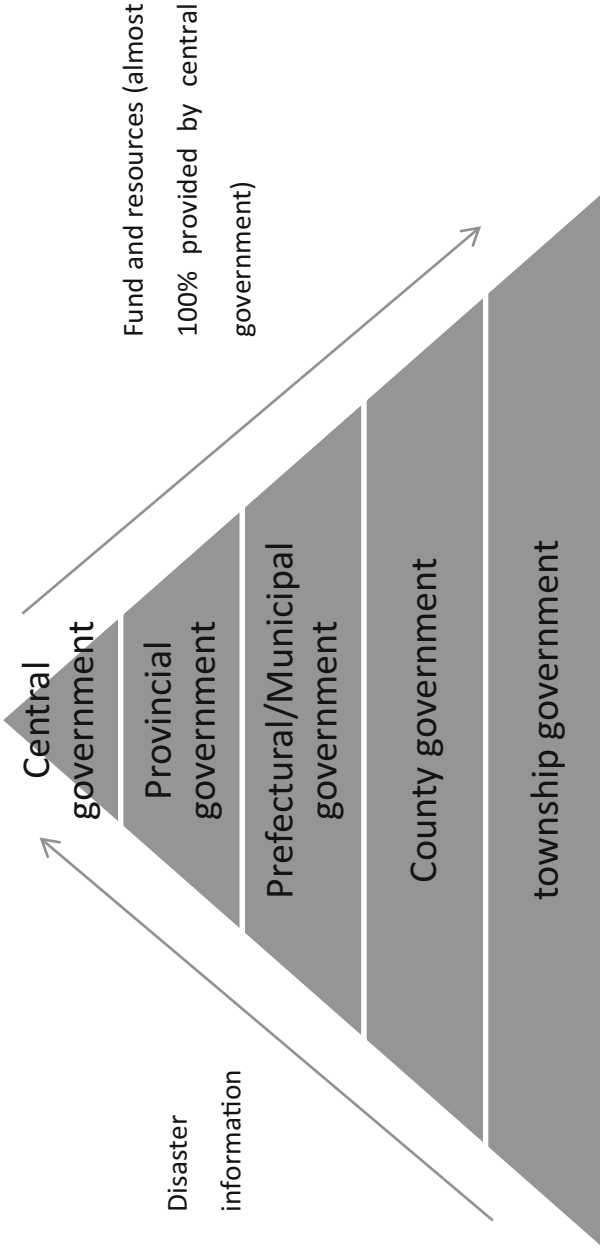 Disaster
information
Central
government
Provincial
government
Prefectural/Municipal
government
County government
township government
Fund and resources (almost
100% provided by central
government)